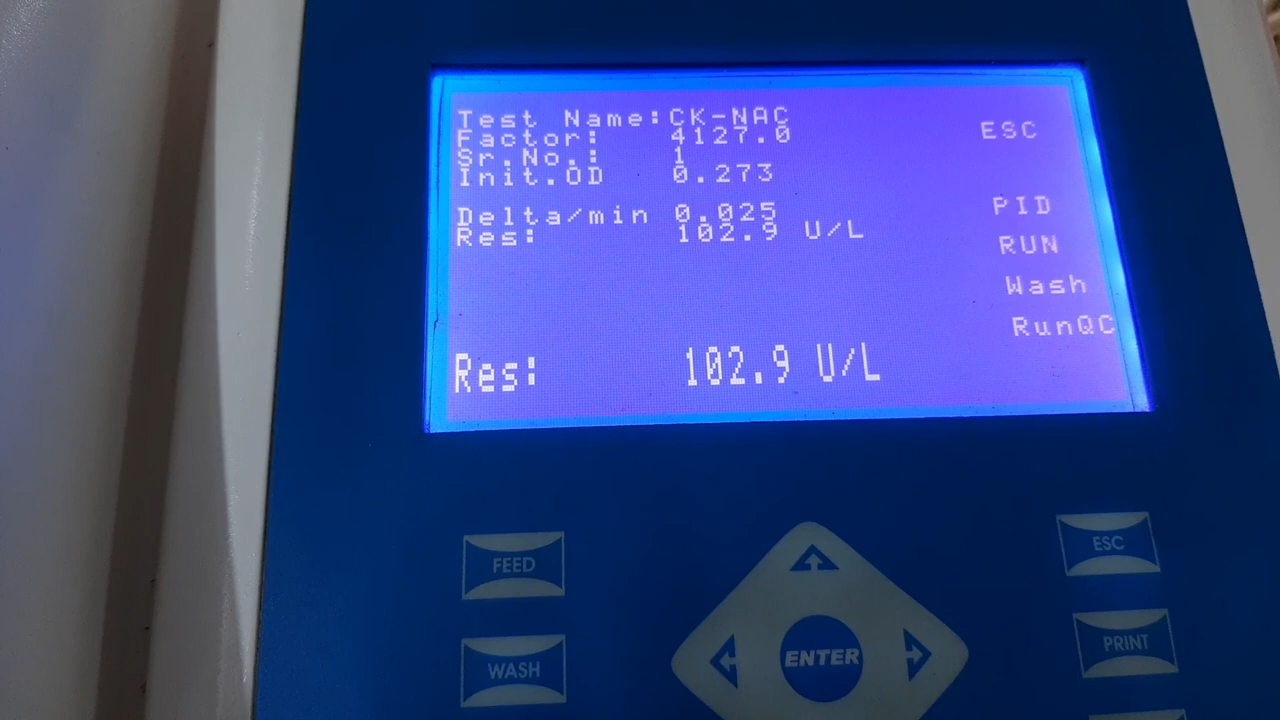 Test Name:CK-NAC
Factor: 4127.0
ESC
Sr.No.: 1
Init.OD 0.273
Delta/min 0.025
PID
Res: 102.9 U/L
RUN
Wash
RunQC
Res: 102.9 U/L
FEED
ESC
WASH
ENTER
PRINT